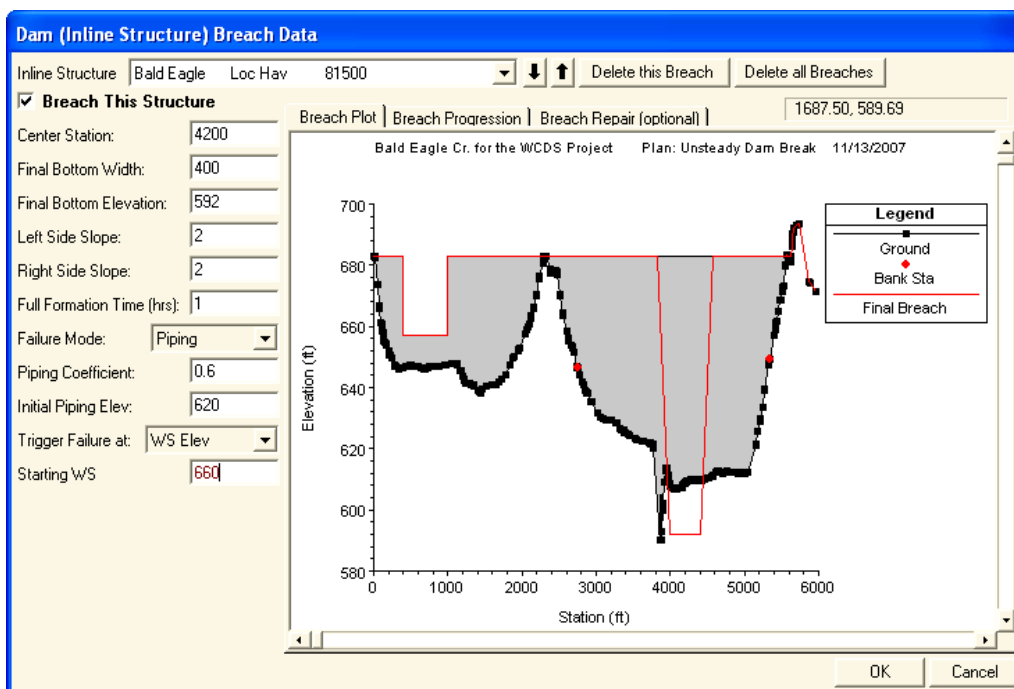 Dam (Inline Structure) Breach Data
Inline Structure Bald Eagle Loc Hav 81500 Delete this Breach Delete all Breaches
Breach This Structure
Center Station: 4200
Final Bottom Width: 400
Final Bottom Elevation: 592
Left Side Slope: 2
Right Side Slope: 2
Full Formation Time (hrs): 1
Failure Mode: Piping
Piping Coefficient: 0.6
Initial Piping Elev: 620
Trigger Failure at: WS Elev
Starting WS 660
Breach Plot Breach Progression Breach Repair (optional) 1687.50, 589.69
Bald Eagle Cr. for the WCDS Project Plan: Unsteady Dam Break 11/13/2007
700
680
660
640
620
600
580
Elevation (ft)
0 1000 2000 3000 4000 5000 6000
Station (ft)
Legend
Ground
Bank Sta
Final Breach
OK Cancel